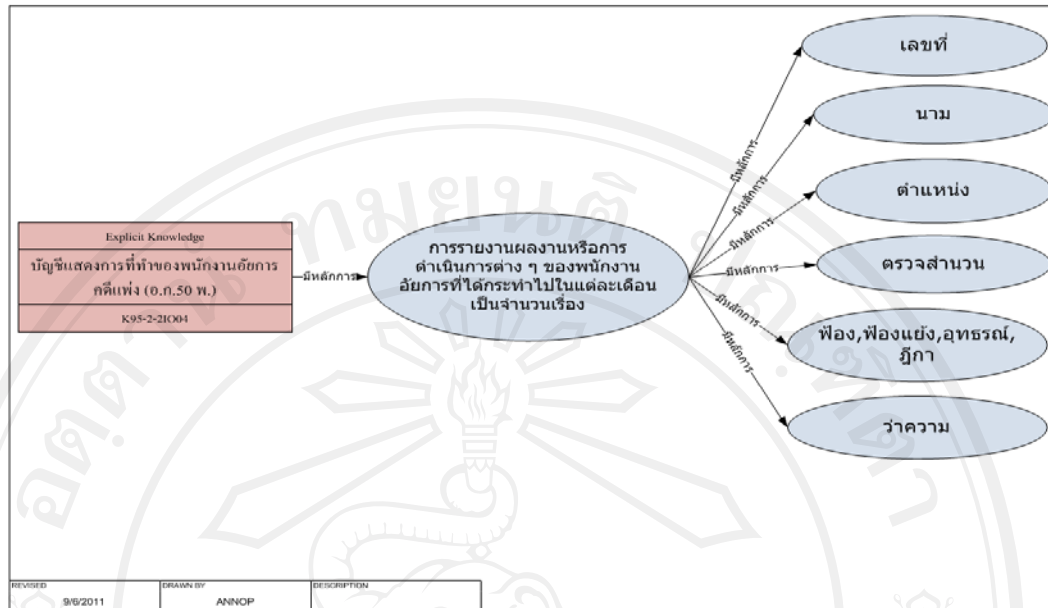 Explicit Knowledge
บัญชีแสดงการที่ทำของพนักงานอัยการ
คดีแพ่ง (อ.ก.50 พ.)
K95-2-2IO04
มีหลักการ
การรายงานผลงานหรือการ
ดำเนินการต่าง ๆ ของพนักงาน
อัยการที่ได้กระทำไปในแต่ละเดือน
เป็นจำนวนเรื่อง
มีหลักการ
เลขที่
มีหลักการ
นาม
มีหลักการ
ตำแหน่ง
มีหลักการ
ตรวจสำนวน
มีหลักการ
ฟ้อง,ฟ้องแย้ง,อุทธรณ์,
ฎีกา
มีหลักการ
ว่าความ
REVISED
9/6/2011
DRAWN BY
ANNOP
DESCRIPTION